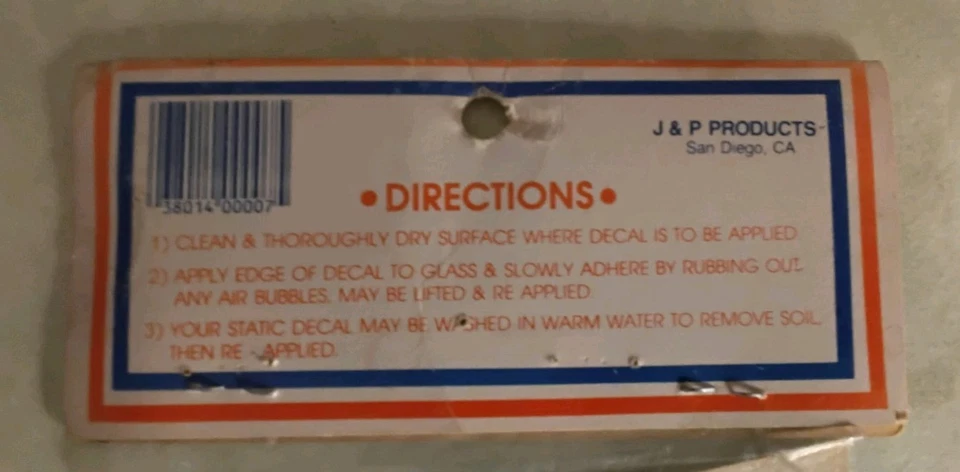 J & P PRODUCTS
San Diego, CA
38014 00007
• DIRECTIONS •
1) CLEAN & THOROUGHLY DRY SURFACE WHERE DECAL IS TO BE APPLIED.
2) APPLY EDGE OF DECAL TO GLASS & SLOWLY ADHERE BY RUBBING OUT
ANY AIR BUBBLES. MAY BE LIFTED & RE APPLIED.
3) YOUR STATIC DECAL MAY BE WASHED IN WARM WATER TO REMOVE SOIL,
THEN RE - APPLIED.